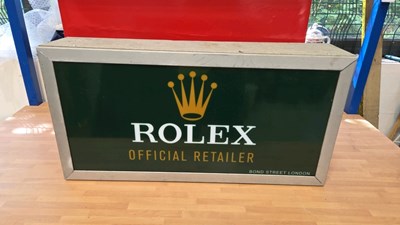 ROLEX
OFFICIAL RETAILER
BOND STREET LONDON